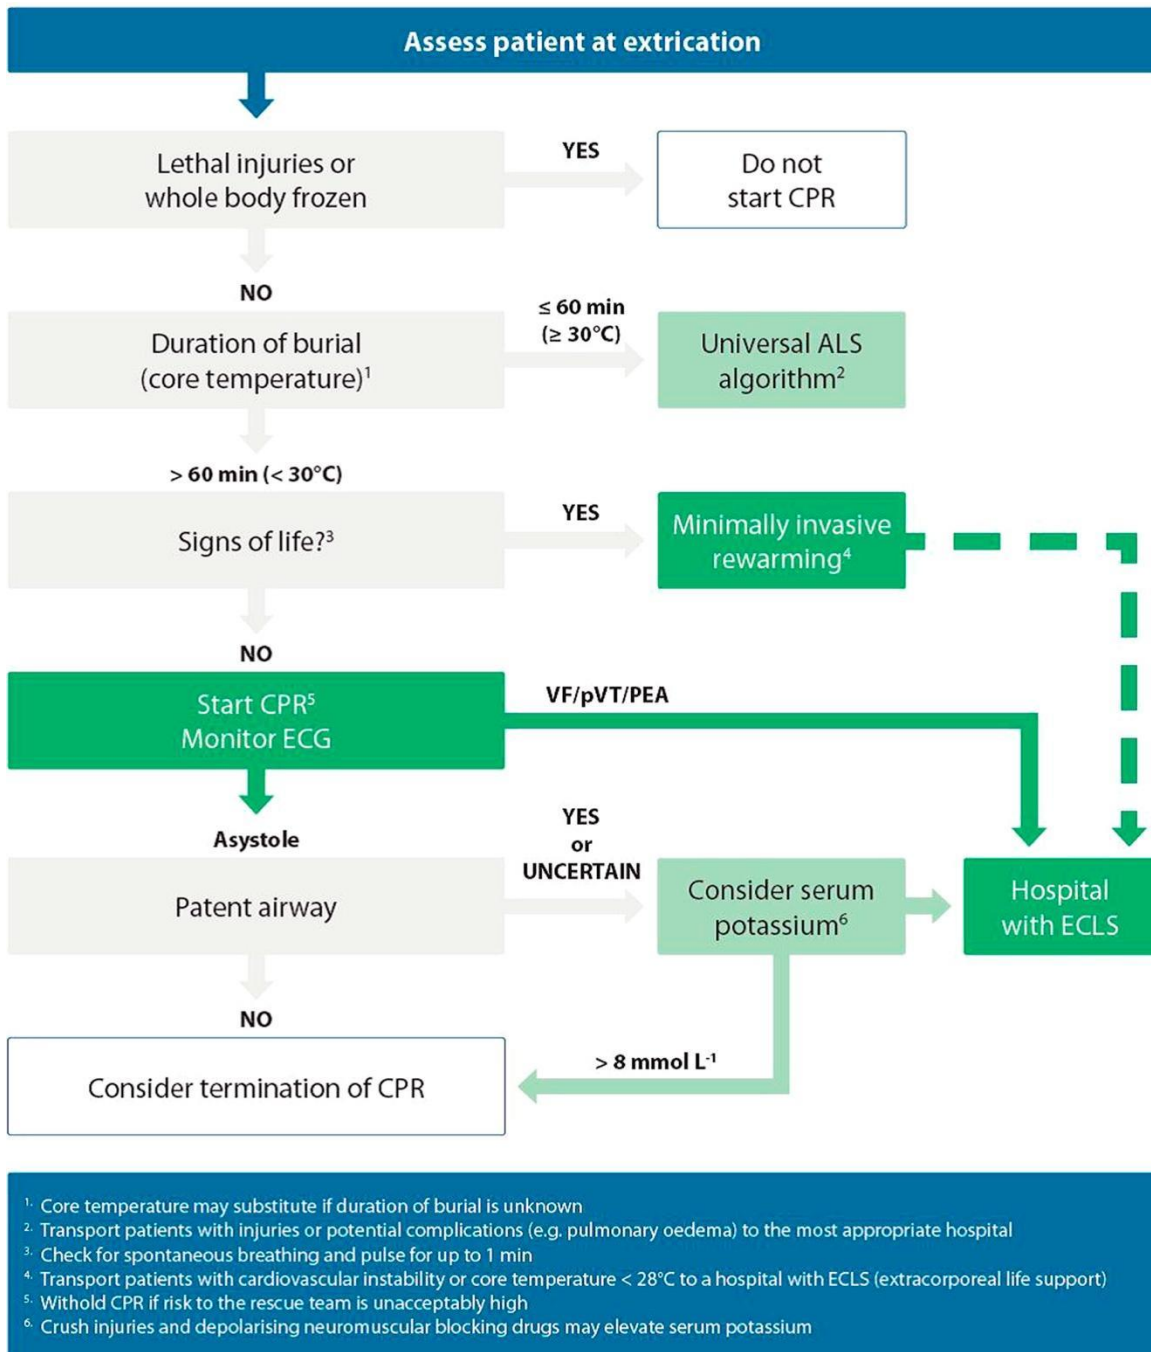 Assess patient at extrication
Lethal injuries or
whole body frozen
YES
Do not
start CPR
NO
Duration of burial
(core temperature)¹
≤ 60 min
(≥ 30°C)
Universal ALS
algorithm²
> 60 min (< 30°C)
Signs of life?³
YES
Minimally invasive
rewarming⁴
NO
Start CPR⁵
Monitor ECG
VF/pVT/PEA
Asystole
Patent airway
YES
or
UNCERTAIN
Consider serum
potassium⁶
Hospital
with ECLS
NO
> 8 mmol L⁻¹
Consider termination of CPR
1. Core temperature may substitute if duration of burial is unknown
2. Transport patients with injuries or potential complications (e.g. pulmonary oedema) to the most appropriate hospital
3. Check for spontaneous breathing and pulse for up to 1 min
4. Transport patients with cardiovascular instability or core temperature < 28°C to a hospital with ECLS (extracorporeal life support)
5. Withold CPR if risk to the rescue team is unacceptably high
6. Crush injuries and depolarising neuromuscular blocking drugs may elevate serum potassium